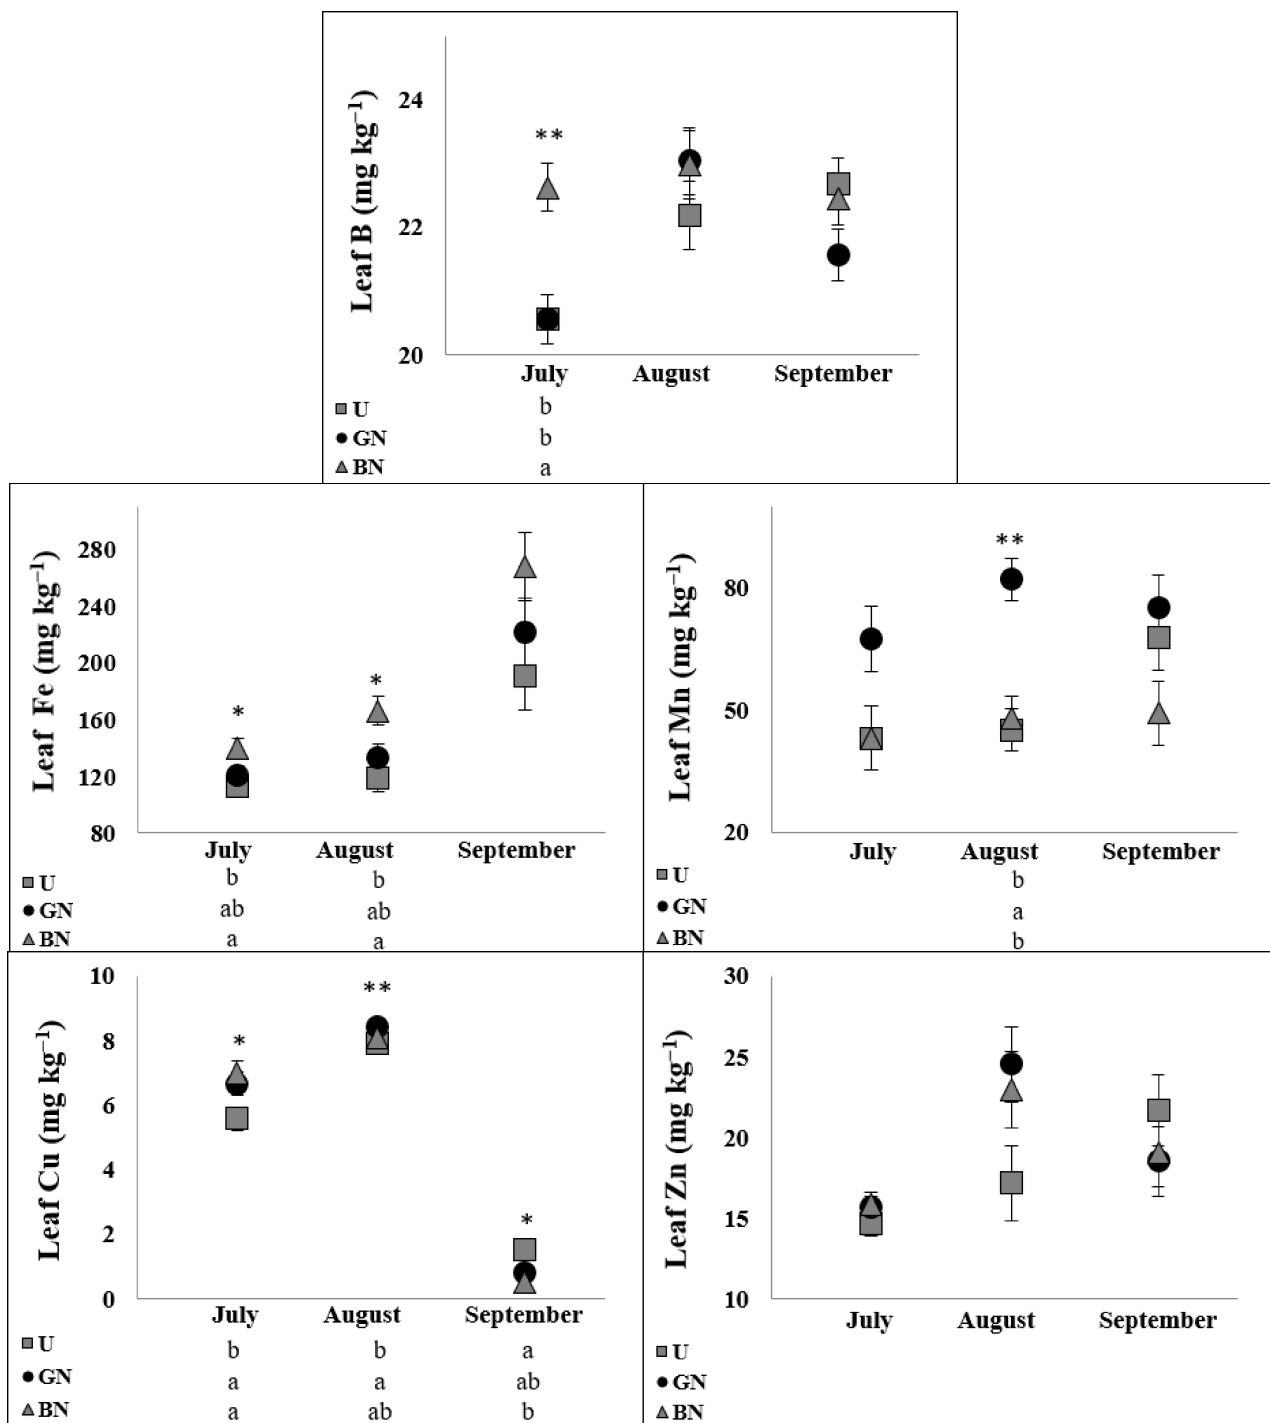 Leaf B (mg kg⁻¹)
24
22
20
**
July August September
U b
GN b
BN a
Leaf Fe (mg kg⁻¹)
280
240
200
160
120
80
* *
July August September
U b b
GN ab ab
BN a a
Leaf Mn (mg kg⁻¹)
80
50
20
**
July August September
U b
GN a
BN b
Leaf Cu (mg kg⁻¹)
10
8
6
4
2
0
* ** *
July August September
U b b a
GN a a ab
BN a ab b
Leaf Zn (mg kg⁻¹)
30
25
20
15
10
July August September
U
GN
BN